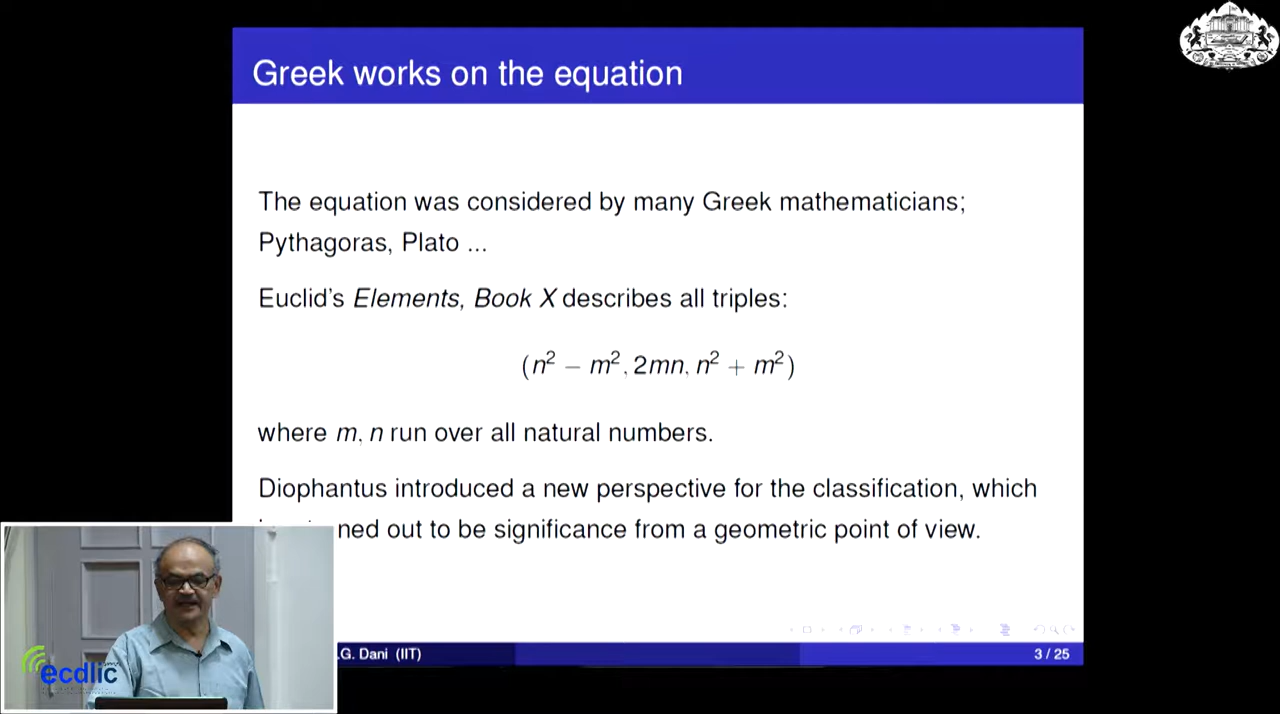 Greek works on the equation
The equation was considered by many Greek mathematicians;
Pythagoras, Plato ...
Euclid's Elements, Book X describes all triples:
(n² − m², 2mn, n² + m²)
where m, n run over all natural numbers.
Diophantus introduced a new perspective for the classification, which
ned out to be significance from a geometric point of view.
.G. Dani (IIT)
3 / 25
ecdlic